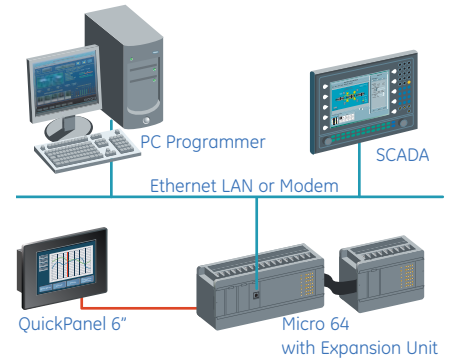 PC Programmer
SCADA
Ethernet LAN or Modem
QuickPanel 6”
Micro 64
with Expansion Unit